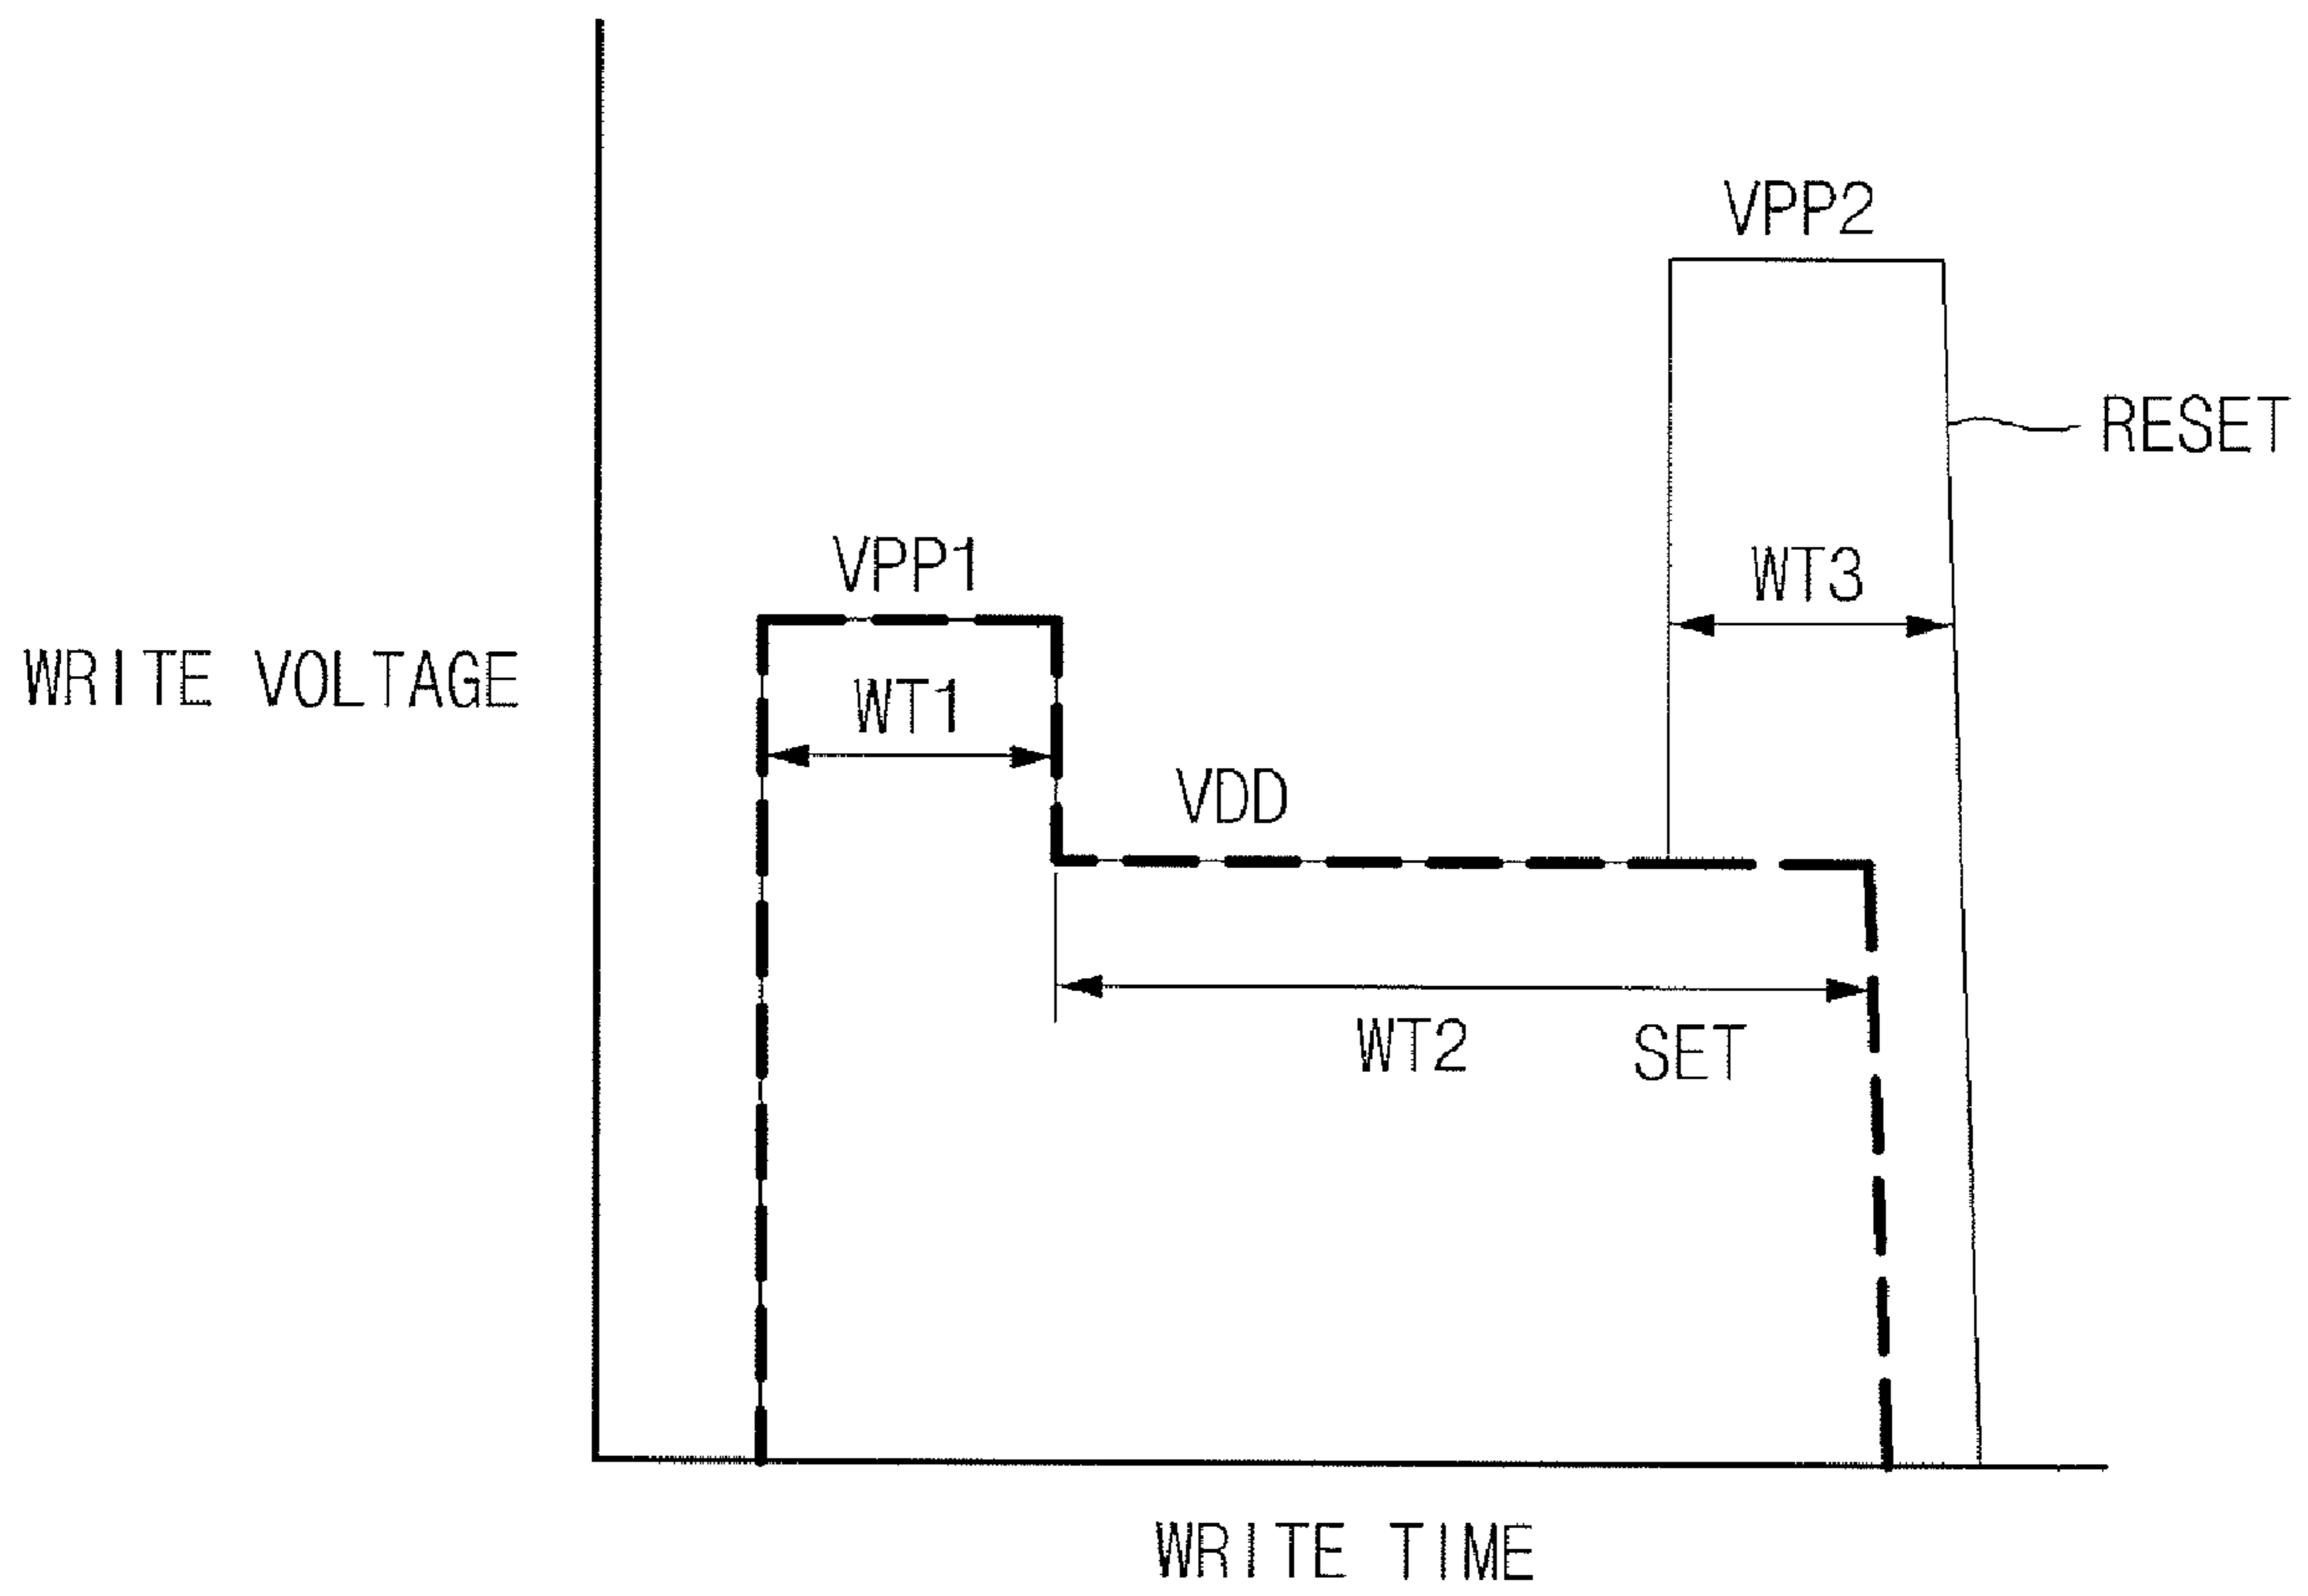 VPP2
RESET
VPP1
WT3
WRITE VOLTAGE
WT1
VDD
WT2
SET
WRITE TIME